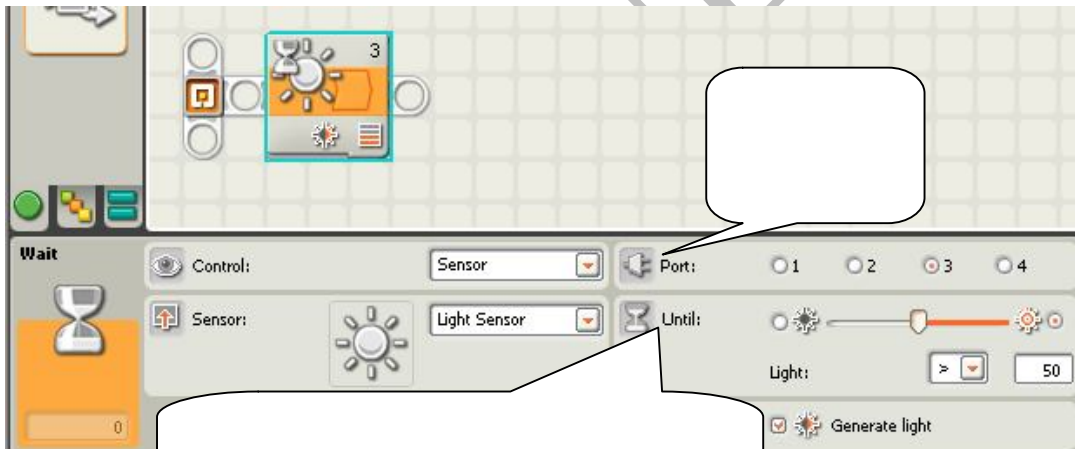 3
Wait
Control:
Sensor
Port:
1
2
3
4
Sensor:
Light Sensor
Until:
Light:
>
50
0
Generate light